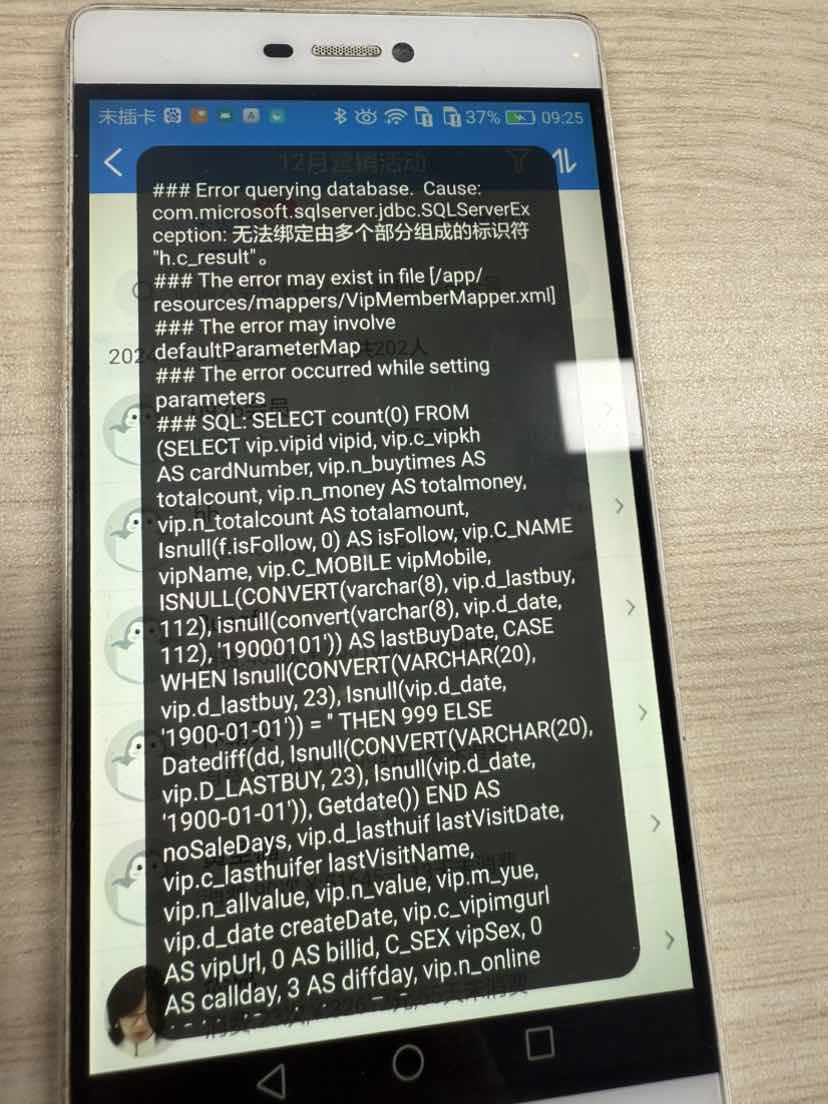 未插卡 37% 09:25
12月营销活动
### Error querying database. Cause:
com.microsoft.sqlserver.jdbc.SQLServerEx
ception: 无法绑定由多个部分组成的标识符
"h.c_result"。
### The error may exist in file [/app/
resources/mappers/VipMemberMapper.xml]
### The error may involve
defaultParameterMap
### The error occurred while setting
parameters
### SQL: SELECT count(0) FROM
(SELECT vip.vipid vipid, vip.c_vipkh
AS cardNumber, vip.n_buytimes AS
totalcount, vip.n_money AS totalmoney,
vip.n_totalcount AS totalamount,
Isnull(f.isFollow, 0) AS isFollow, vip.C_NAME
vipName, vip.C_MOBILE vipMobile,
ISNULL(CONVERT(varchar(8), vip.d_lastbuy,
112), isnull(convert(varchar(8), vip.d_date,
112), '19000101')) AS lastBuyDate, CASE
WHEN Isnull(CONVERT(VARCHAR(20),
vip.d_lastbuy, 23), Isnull(vip.d_date,
'1900-01-01')) = '' THEN 999 ELSE
Datediff(dd, Isnull(CONVERT(VARCHAR(20),
vip.D_LASTBUY, 23), Isnull(vip.d_date,
'1900-01-01')), Getdate()) END AS
noSaleDays, vip.d_lasthuif lastVisitDate,
vip.c_lasthuifer lastVisitName,
vip.n_allvalue, vip.n_value, vip.m_yue,
vip.d_date createDate, vip.c_vipimgurl
AS vipUrl, 0 AS billid, C_SEX vipSex, 0
AS callday, 3 AS diffday, vip.n_online